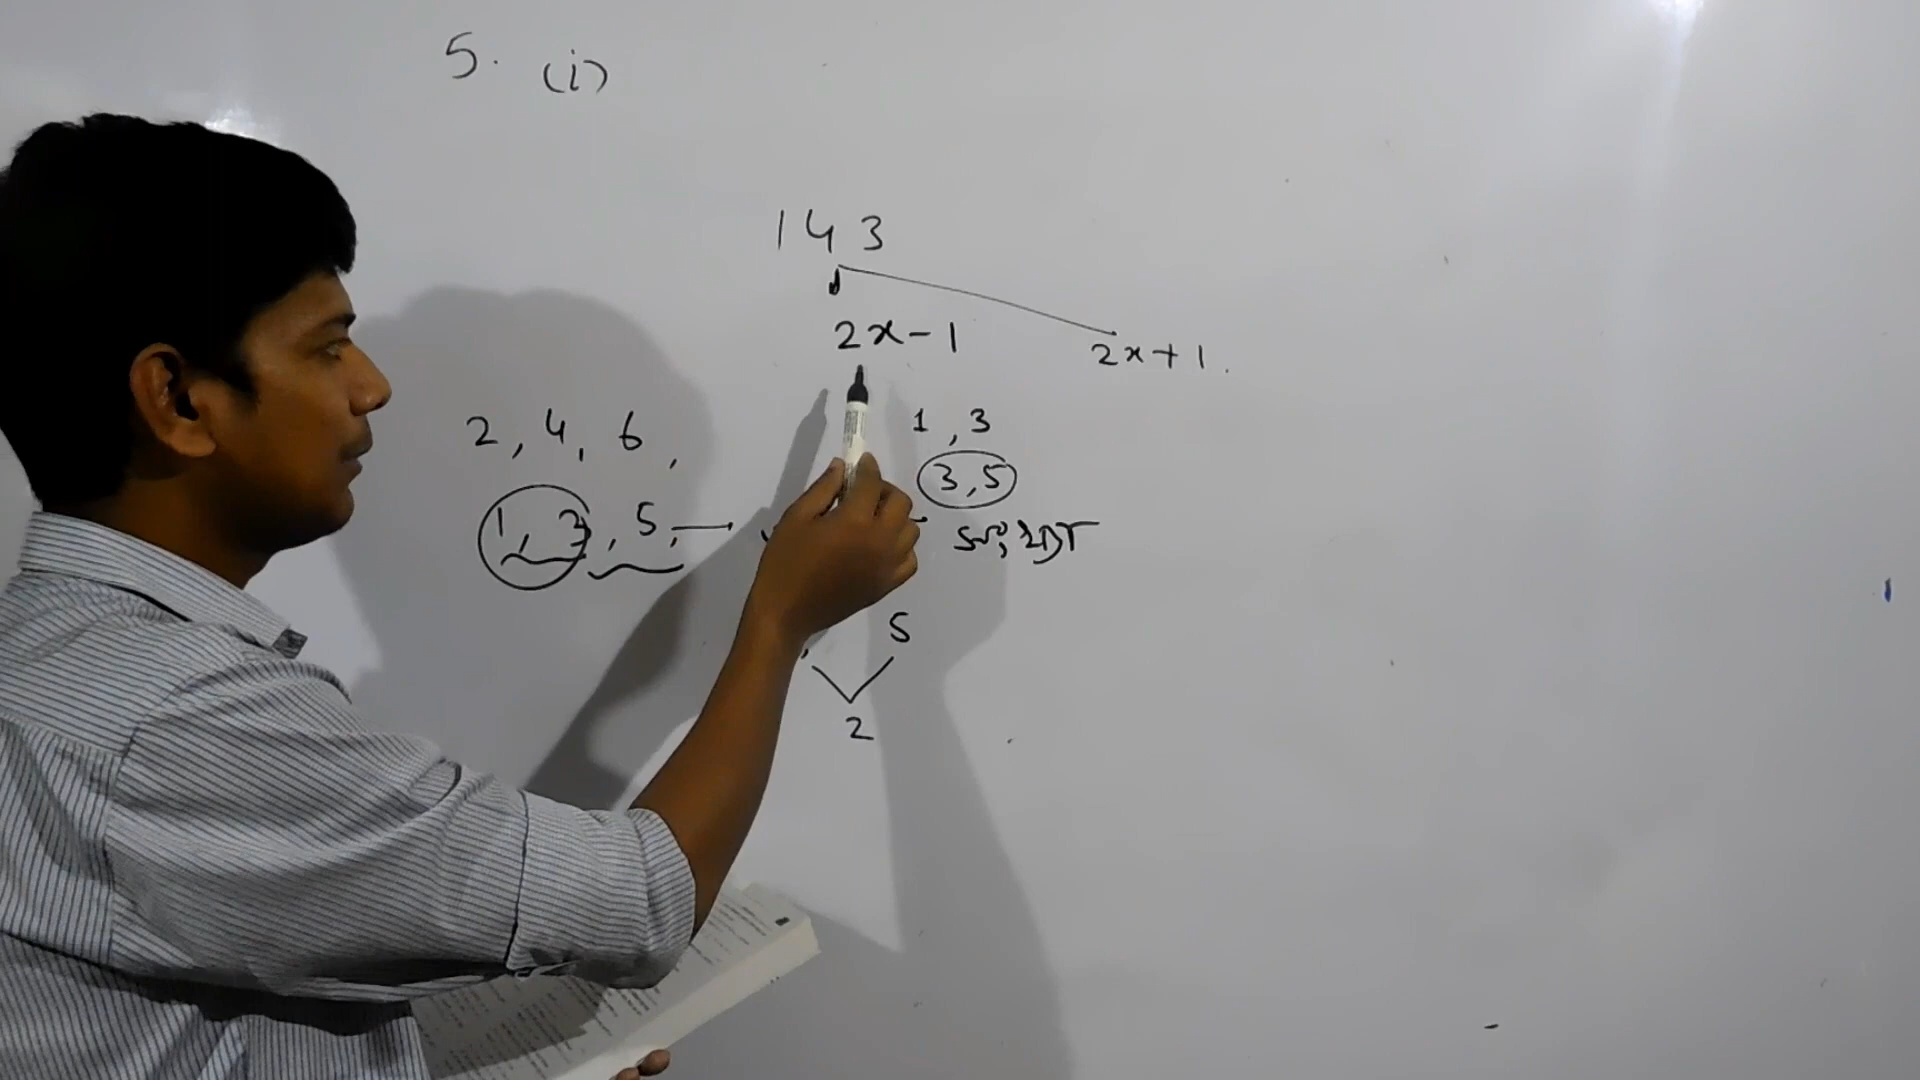 5. (i)
143
2x-1
2x+1.
2, 4, 6,
1, 3
3, 5
1, 3, 5,
5
2